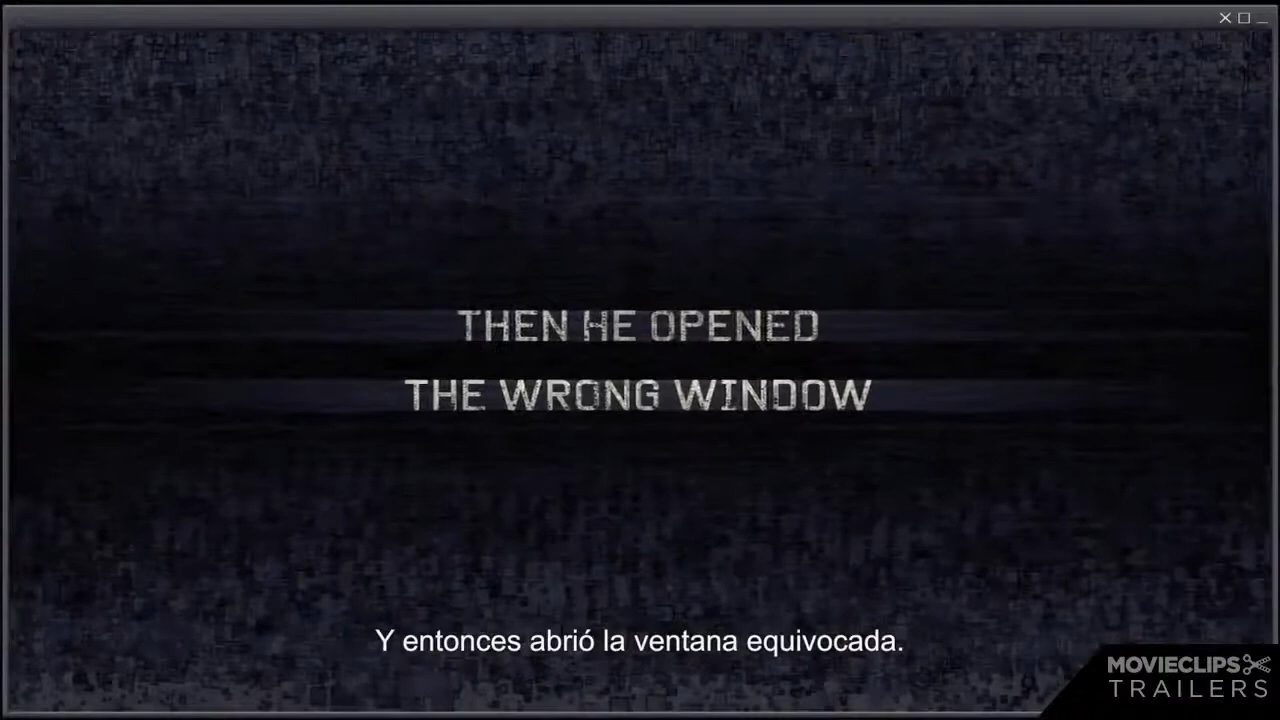 THEN HE OPENED
THE WRONG WINDOW
Y entonces abrió la ventana equivocada.
MOVIECLIPS
TRAILERS